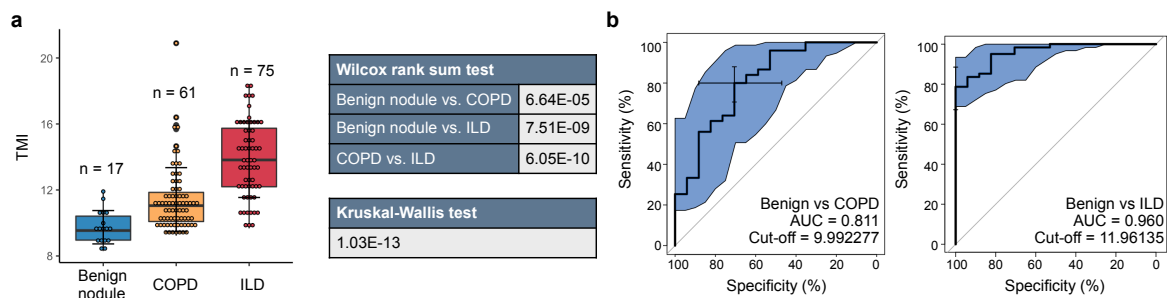 a
TMI
20
16
12
8
n = 17
n = 61
n = 75
Benign
nodule
COPD
ILD
Wilcox rank sum test
Benign nodule vs. COPD 6.64E-05
Benign nodule vs. ILD 7.51E-09
COPD vs. ILD 6.05E-10
Kruskal-Wallis test
1.03E-13
b
Sensitivity (%)
100
80
60
40
20
0
Benign vs COPD
AUC = 0.811
Cut-off = 9.992277
100 80 60 40 20 0
Specificity (%)
Sensitivity (%)
100
80
60
40
20
0
Benign vs ILD
AUC = 0.960
Cut-off = 11.96135
100 80 60 40 20 0
Specificity (%)